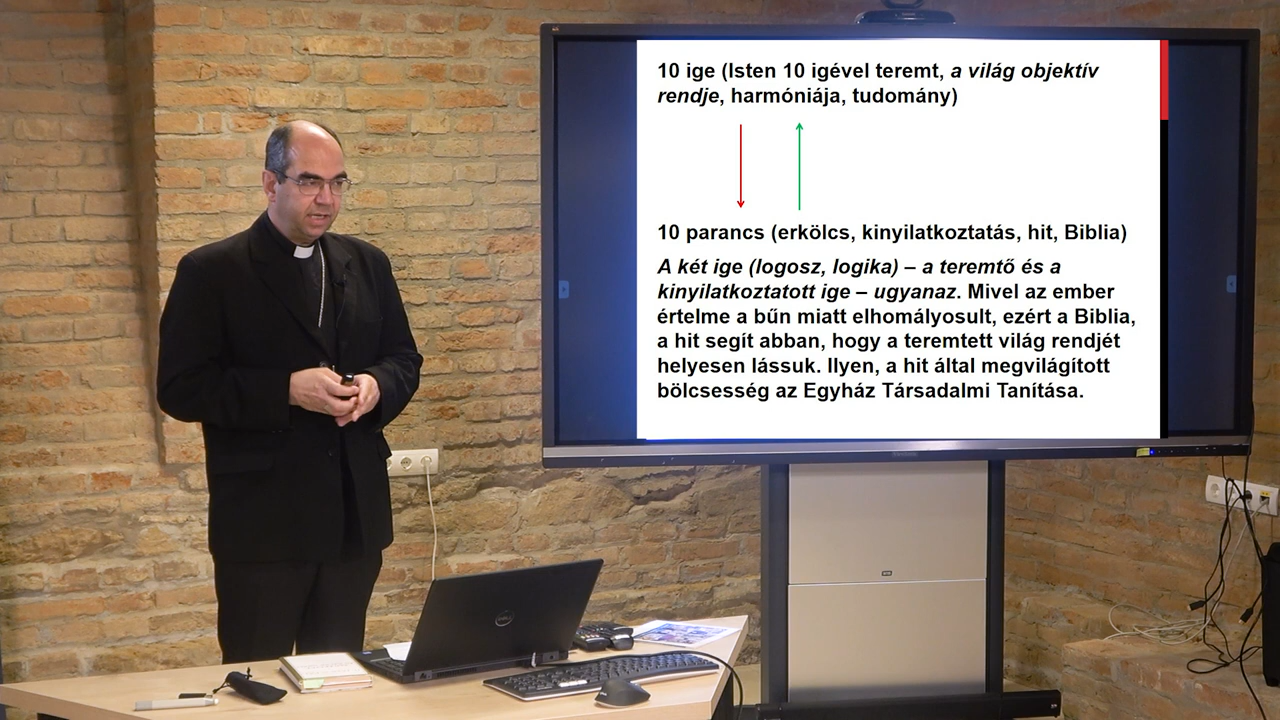 10 ige (Isten 10 igével teremt, a világ objektív
rendje, harmóniája, tudomány)
10 parancs (erkölcs, kinyilatkoztatás, hit, Biblia)
A két ige (logosz, logika) – a teremtő és a
kinyilatkoztatott ige – ugyanaz. Mivel az ember
értelme a bűn miatt elhomályosult, ezért a Biblia,
a hit segít abban, hogy a teremtett világ rendjét
helyesen lássuk. Ilyen, a hit által megvilágított
bölcsesség az Egyház Társadalmi Tanítása.
DELL